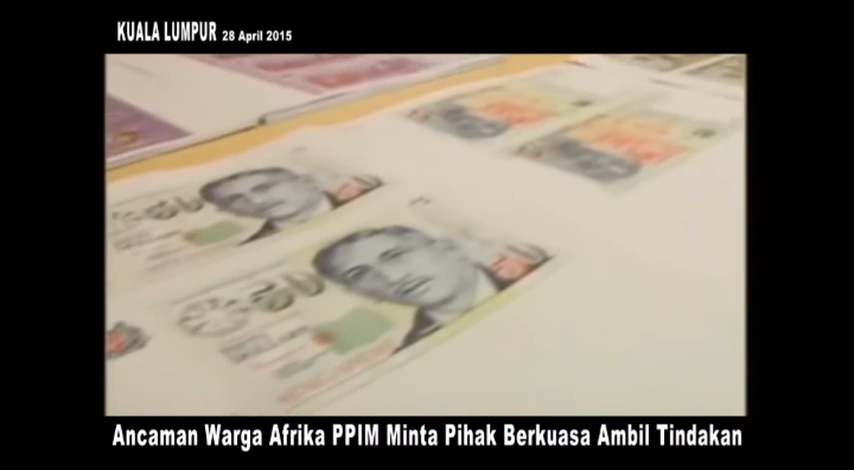 KUALA LUMPUR 28 April 2015
Ancaman Warga Afrika PPIM Minta Pihak Berkuasa Ambil Tindakan